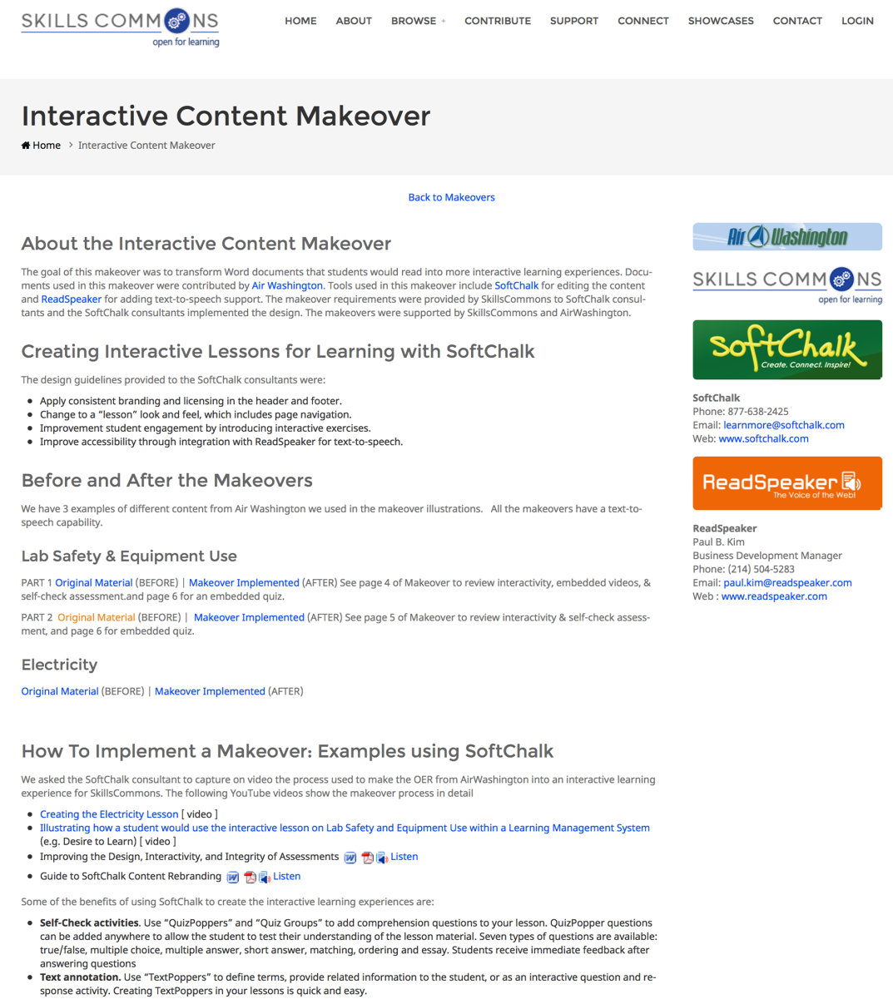 SKILLS COMMONS
open for learning
HOME ABOUT BROWSE + CONTRIBUTE SUPPORT CONNECT SHOWCASES CONTACT LOGIN
Interactive Content Makeover
Home > Interactive Content Makeover
Back to Makeovers
About the Interactive Content Makeover
The goal of this makeover was to transform Word documents that students would read into more interactive learning experiences. Docu-
ments used in this makeover were contributed by Air Washington. Tools used in this makeover include SoftChalk for editing the content
and ReadSpeaker for adding text-to-speech support. The makeover requirements were provided by SkillsCommons to SoftChalk consul-
tants and the SoftChalk consultants implemented the design. The makeovers were supported by SkillsCommons and AirWashington.
Creating Interactive Lessons for Learning with SoftChalk
The design guidelines provided to the SoftChalk consultants were:
• Apply consistent branding and licensing in the header and footer.
• Change to a “lesson” look and feel, which includes page navigation.
• Improvement student engagement by introducing interactive exercises.
• Improve accessibility through integration with ReadSpeaker for text-to-speech.
Before and After the Makeovers
We have 3 examples of different content from Air Washington we used in the makeover illustrations. All the makeovers have a text-to-
speech capability.
Lab Safety & Equipment Use
PART 1 Original Material (BEFORE) | Makeover Implemented (AFTER) See page 4 of Makeover to review interactivity, embedded videos, &
self-check assessment.and page 6 for an embedded quiz.
PART 2 Original Material (BEFORE) | Makeover Implemented (AFTER) See page 5 of Makeover to review interactivity & self-check assess-
ment, and page 6 for embedded quiz.
Electricity
Original Material (BEFORE) | Makeover Implemented (AFTER)
How To Implement a Makeover: Examples using SoftChalk
We asked the SoftChalk consultant to capture on video the process used to make the OER from AirWashington into an interactive learning
experience for SkillsCommons. The following YouTube videos show the makeover process in detail
• Creating the Electricity Lesson [ video ]
• Illustrating how a student would use the interactive lesson on Lab Safety and Equipment Use within a Learning Management System
(e.g. Desire to Learn) [ video ]
• Improving the Design, Interactivity, and Integrity of Assessments Listen
• Guide to SoftChalk Content Rebranding Listen
Some of the benefits of using SoftChalk to create the interactive learning experiences are:
• Self-Check activities. Use “QuizPoppers” and “Quiz Groups” to add comprehension questions to your lesson. QuizPopper questions
can be added anywhere to allow the student to test their understanding of the lesson material. Seven types of questions are available:
true/false, multiple choice, multiple answer, short answer, matching, ordering and essay. Students receive immediate feedback after
answering questions
• Text annotation. Use “TextPoppers” to define terms, provide related information to the student, or as an interactive question and re-
sponse activity. Creating TextPoppers in your lessons is quick and easy.
Air Washington
SKILLS COMMONS
open for learning
SoftChalk
Create. Connect. Inspire!
SoftChalk
Phone: 877-638-2425
Email: learnmore@softchalk.com
Web: www.softchalk.com
ReadSpeaker
The Voice of the Web!
ReadSpeaker
Paul B. Kim
Business Development Manager
Phone: (214) 504-5283
Email: paul.kim@readspeaker.com
Web : www.readspeaker.com